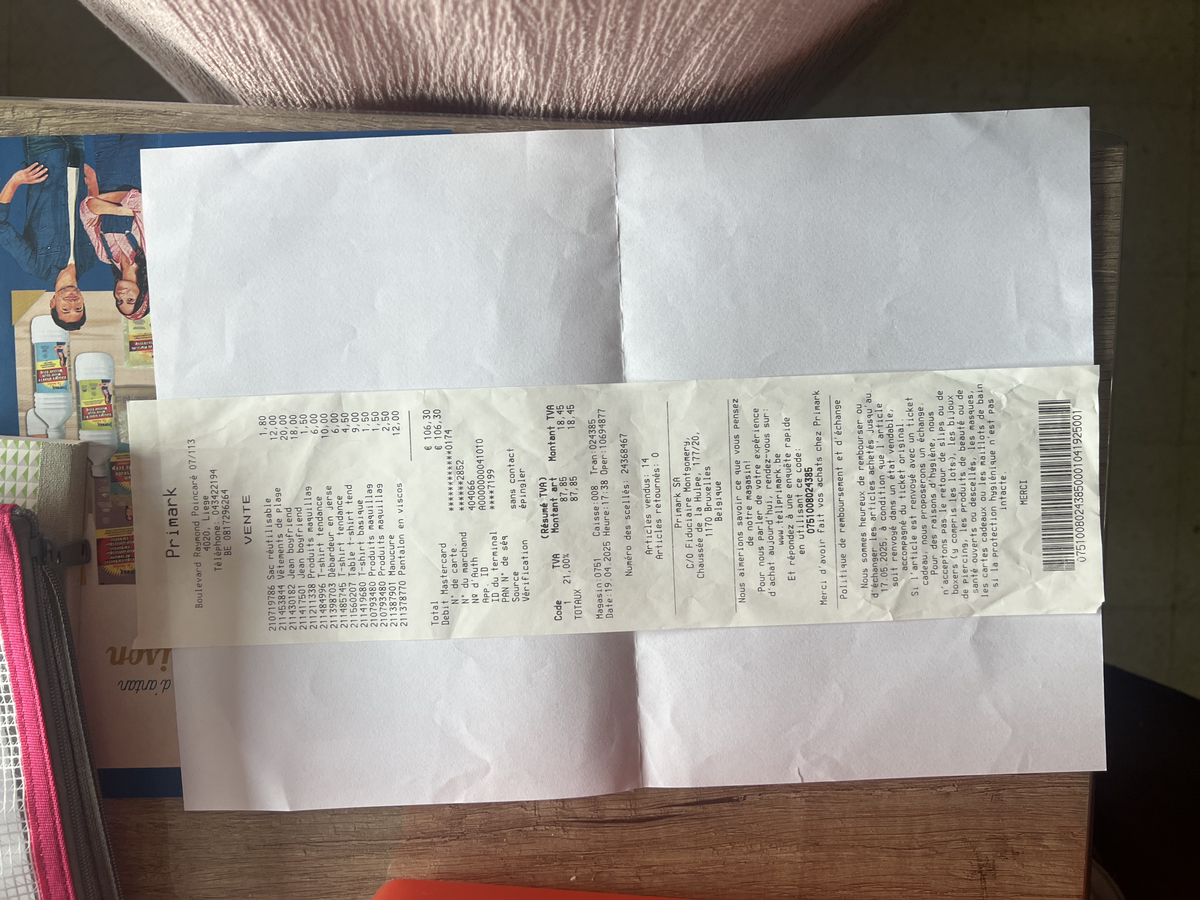 Primark
Boulevard Raymond Poincaré 07/113
4020, Liege
Téléphone: 043422194
BE 0817296264
VENTE
210719786 Sac réutilisable 1,80
211453844 Vêtements de plage 12,00
211430182 Jean boyfriend 20,00
211417501 Jean boyfriend 18,00
211271338 Produits maquillag 1,50
211489996 T-shirt tendance 6,00
211398703 Débardeur en Jerse 10,00
211485745 T-shirt tendance 6,00
211560207 T-shirt tend 4,50
211419680 T-shirt basique 9,00
210793480 Produits maquillag 1,50
210793480 Produits maquillag 1,50
211387901 Manucure 2,50
211378770 Pantalon en viscos 12,00
Total € 106,30
Debit Mastercard € 106,30
N° de carte ************0174
N° du marchand ******2852
N° d'Auth 404066
App. ID A0000000041010
ID du Terminal ****7199
PAN N° de séq
Source sans contact
Vérification épingler
(Résumé TVA)
Code TVA Montant art Montant TVA
1 21,00% 87,85 18,45
TOTAUX 87,85 18,45
Magasin:0751 Caisse:008 Tran:024385
Date:19.04.2025 Heure:17:38 Oper:10694877
Numéro des scellés: 24368467
Articles vendus: 14
Articles retournés: 0
Primark SA
C/O Fiduciaire Montgomery,
Chaussée de la Hulpe, 177/20,
1170 Bruxelles
Belgique
Nous aimerions savoir ce que vous pensez
de notre magasin!
Pour nous parler de votre expérience
d'achat aujourd'hui, rendez-vous sur:
www.tellprimark.be
Et répondez à une enquête rapide
en utilisant ce code:
075100802​4385
Merci d'avoir fait vos achats chez Primark
Politique de remboursement et d'échange
Nous sommes heureux de rembourser ou
d'échanger les articles achetés jusqu'au
17.05.2025, à condition que l'article
soit renvoyé dans un état vendable,
accompagné du ticket original.
Si l'article est renvoyé avec un ticket
cadeau, nous proposerons un échange.
Pour des raisons d'hygiène, nous
n'acceptons pas le retour de slips ou de
boxers (y compris les lots), les bijoux
de piercing, les produits de beauté ou de
santé ouverts ou descellés, les masques,
les cartes cadeaux ou les maillots de bain
si la protection hygiénique n'est pas
intacte.
MERCI
07510080243850001041925001
d'antan